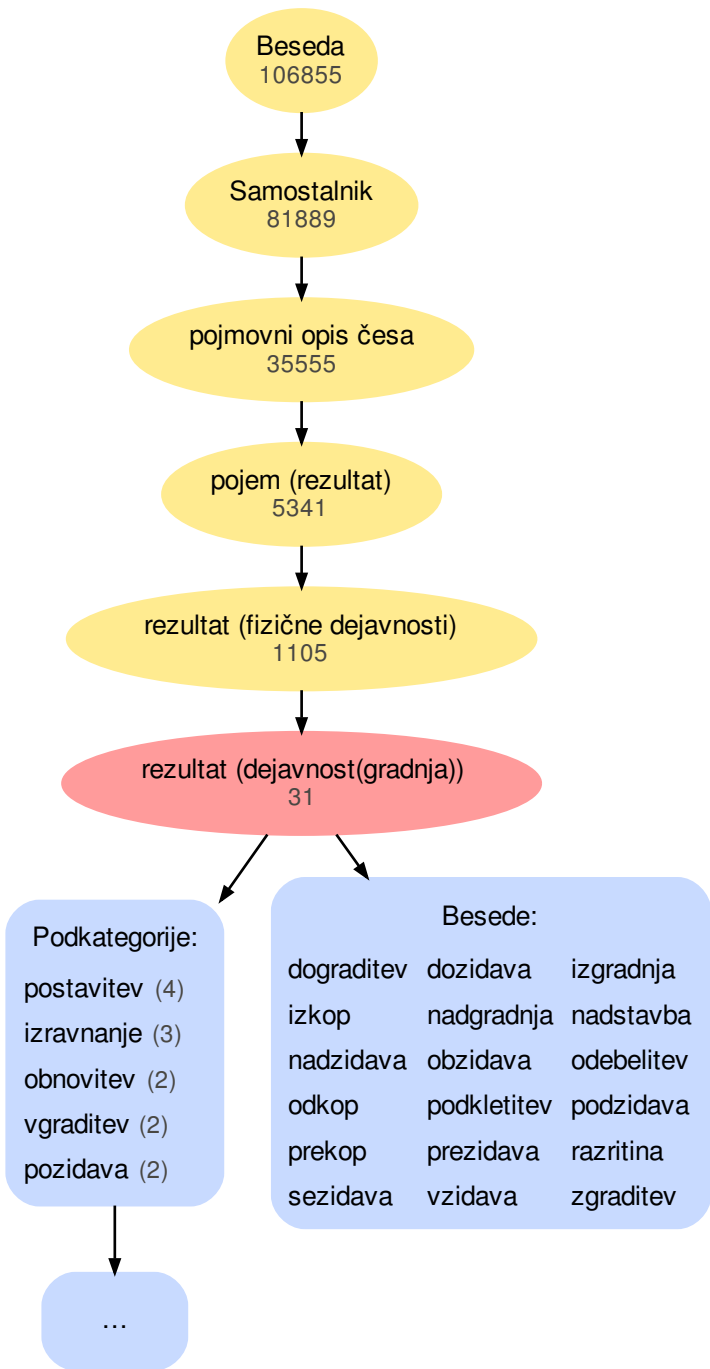 Beseda
106855
Samostalnik
81889
pojmovni opis česa
35555
pojem (rezultat)
5341
rezultat (fizične dejavnosti)
1105
rezultat (dejavnost(gradnja))
31
Podkategorije:
postavitev (4)
izravnanje (3)
obnovitev (2)
vgraditev (2)
pozidava (2)
...
Besede:
dograditev dozidava izgradnja
izkop nadgradnja nadstavba
nadzidava obzidava odebelitev
odkop podkletitev podzidava
prekop prezidava razritina
sezidava vzidava zgraditev